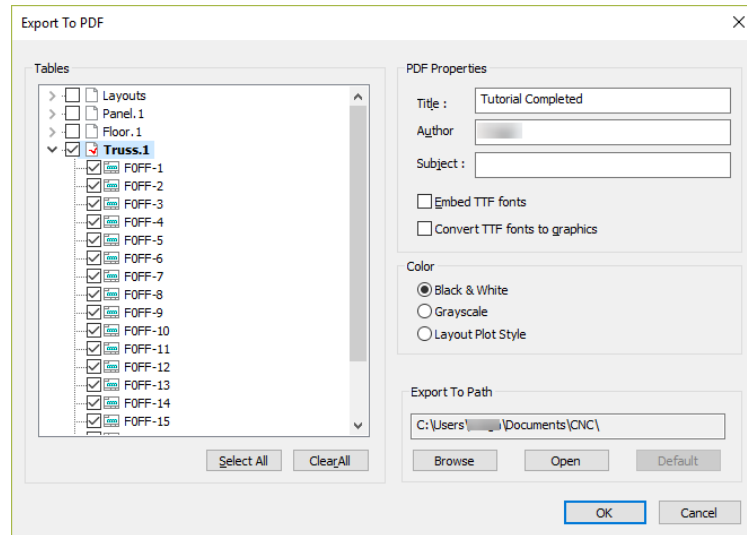 Export To PDF
Tables
Layouts
Panel.1
Floor.1
Truss.1
F0FF-1
F0FF-2
F0FF-3
F0FF-4
F0FF-5
F0FF-6
F0FF-7
F0FF-8
F0FF-9
F0FF-10
F0FF-11
F0FF-12
F0FF-13
F0FF-14
F0FF-15
Select All ClearAll
PDF Properties
Title : Tutorial Completed
Author
Subject :
Embed TTF fonts
Convert TTF fonts to graphics
Color
Black & White
Grayscale
Layout Plot Style
Export To Path
C:\Users\ \Documents\CNC\
Browse Open Default
OK Cancel